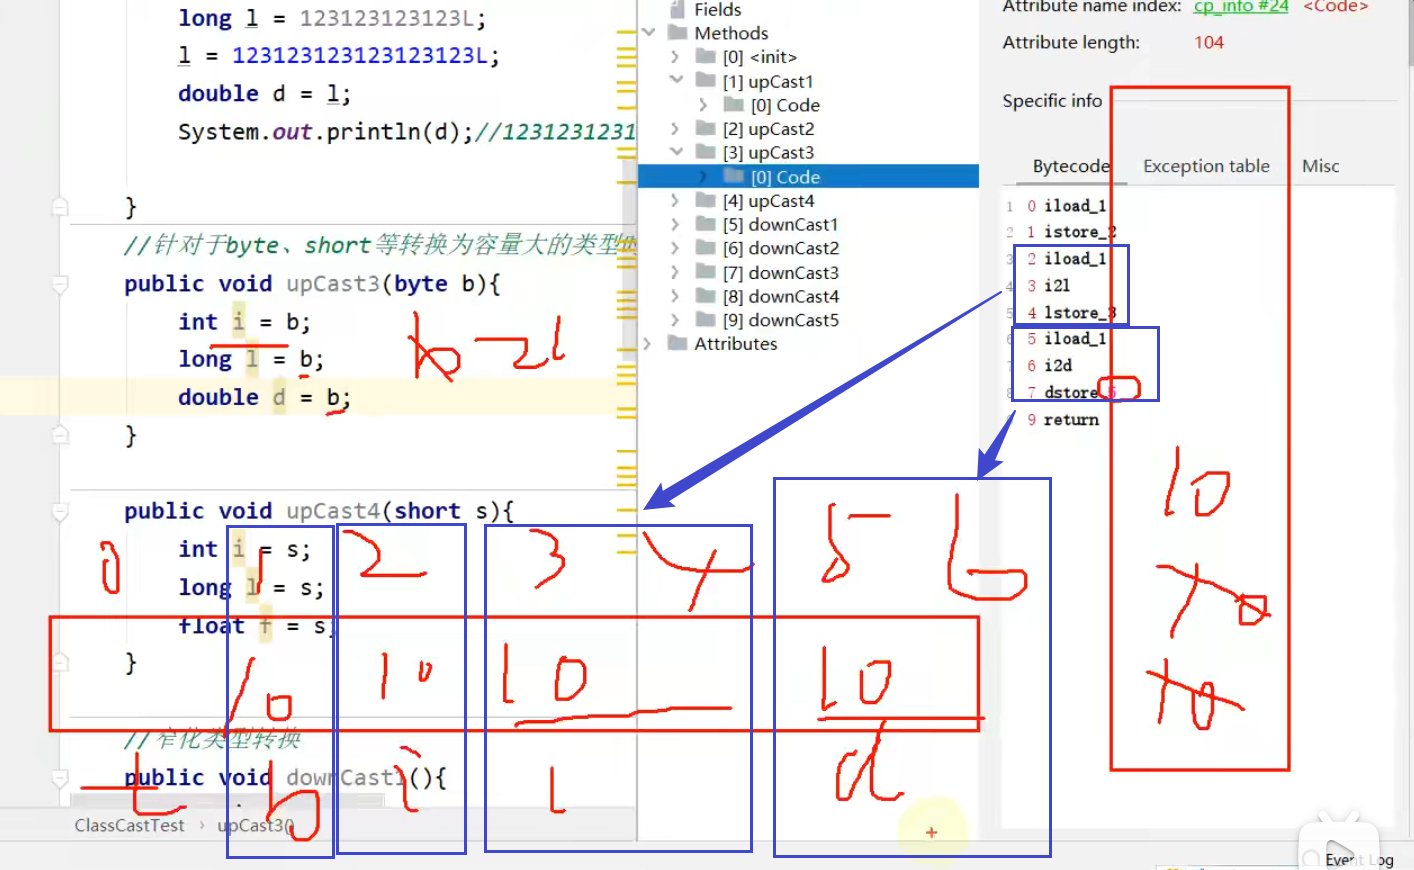 long l = 123123123123L;
l = 123123123123123123L;
double d = l;
System.out.println(d);//1231231231
}
//针对于byte、short等转换为容量大的类型时
public void upCast3(byte b){
int i = b;
long l = b;
double d = b;
}
public void upCast4(short s){
int i = s;
long l = s;
float f = s;
}
//窄化类型转换
public void downCast1(){
ClassCastTest › upCast3()
Fields
Methods
[0] <init>
[1] upCast1
[0] Code
[2] upCast2
[3] upCast3
[0] Code
[4] upCast4
[5] downCast1
[6] downCast2
[7] downCast3
[8] downCast4
[9] downCast5
Attributes
Attribute name index: cp_info #24 <Code>
Attribute length: 104
Specific info
Bytecode Exception table Misc
1 0 iload_1
2 1 istore_2
3 2 iload_1
4 3 i2l
5 4 lstore_3
6 5 iload_1
7 6 i2d
8 7 dstore 5
9 9 return
b→2l
0 1 2 3 4 5 6
10 10 10 10
t b i l d
10
10
10
Event Log